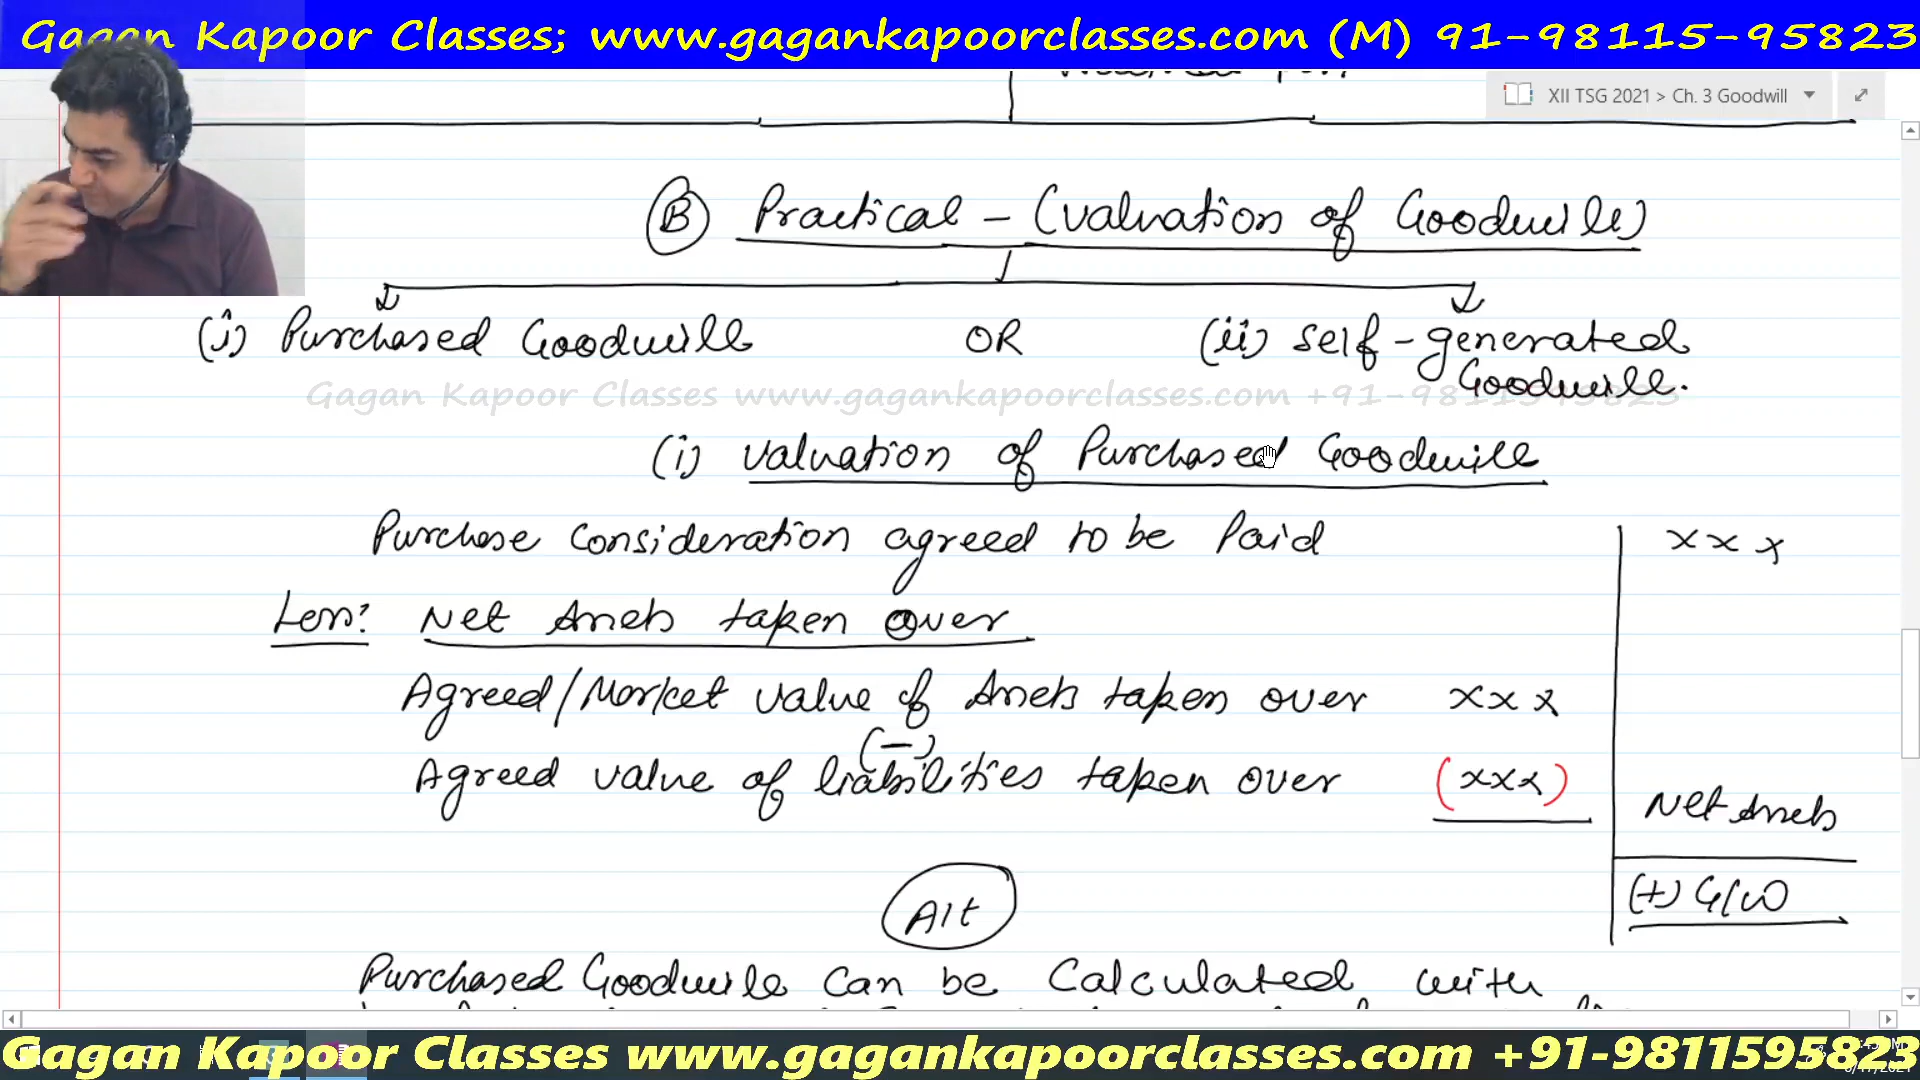 Gagan Kapoor Classes; www.gagankapoorclasses.com (M) 91-98115-95823
XII TSG 2021 > Ch. 3 Goodwill
(B) Practical - (Valuation of Goodwill)
(i) Purchased Goodwill OR (ii) Self-generated
Goodwill.
Gagan Kapoor Classes www.gagankapoorclasses.com +91-9811595823
(i) Valuation of Purchased Goodwill
Purchase Consideration agreed to be Paid xxx
Less: Net Assets taken over
Agreed/Market value of Assets taken over xxx
(-)
Agreed value of liabilities taken over (xxx)
Net Assets
(+) G/W
Alt
Purchased Goodwill can be Calculated with
Gagan Kapoor Classes www.gagankapoorclasses.com +91-9811595823